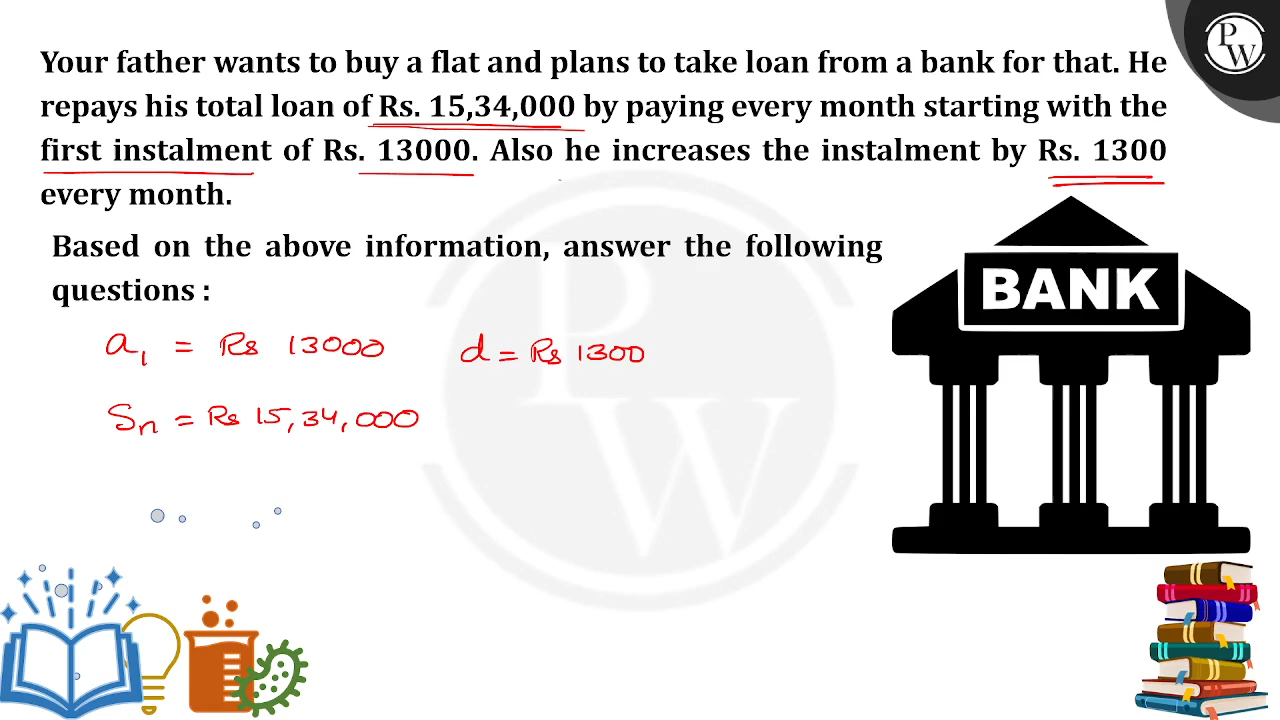 Your father wants to buy a flat and plans to take loan from a bank for that. He
repays his total loan of Rs. 15,34,000 by paying every month starting with the
first instalment of Rs. 13000. Also he increases the instalment by Rs. 1300
every month.
Based on the above information, answer the following
questions :
a₁ = Rs 13000 d = Rs 1300
Sₙ = Rs 15,34,000
BANK
P
W
P
W